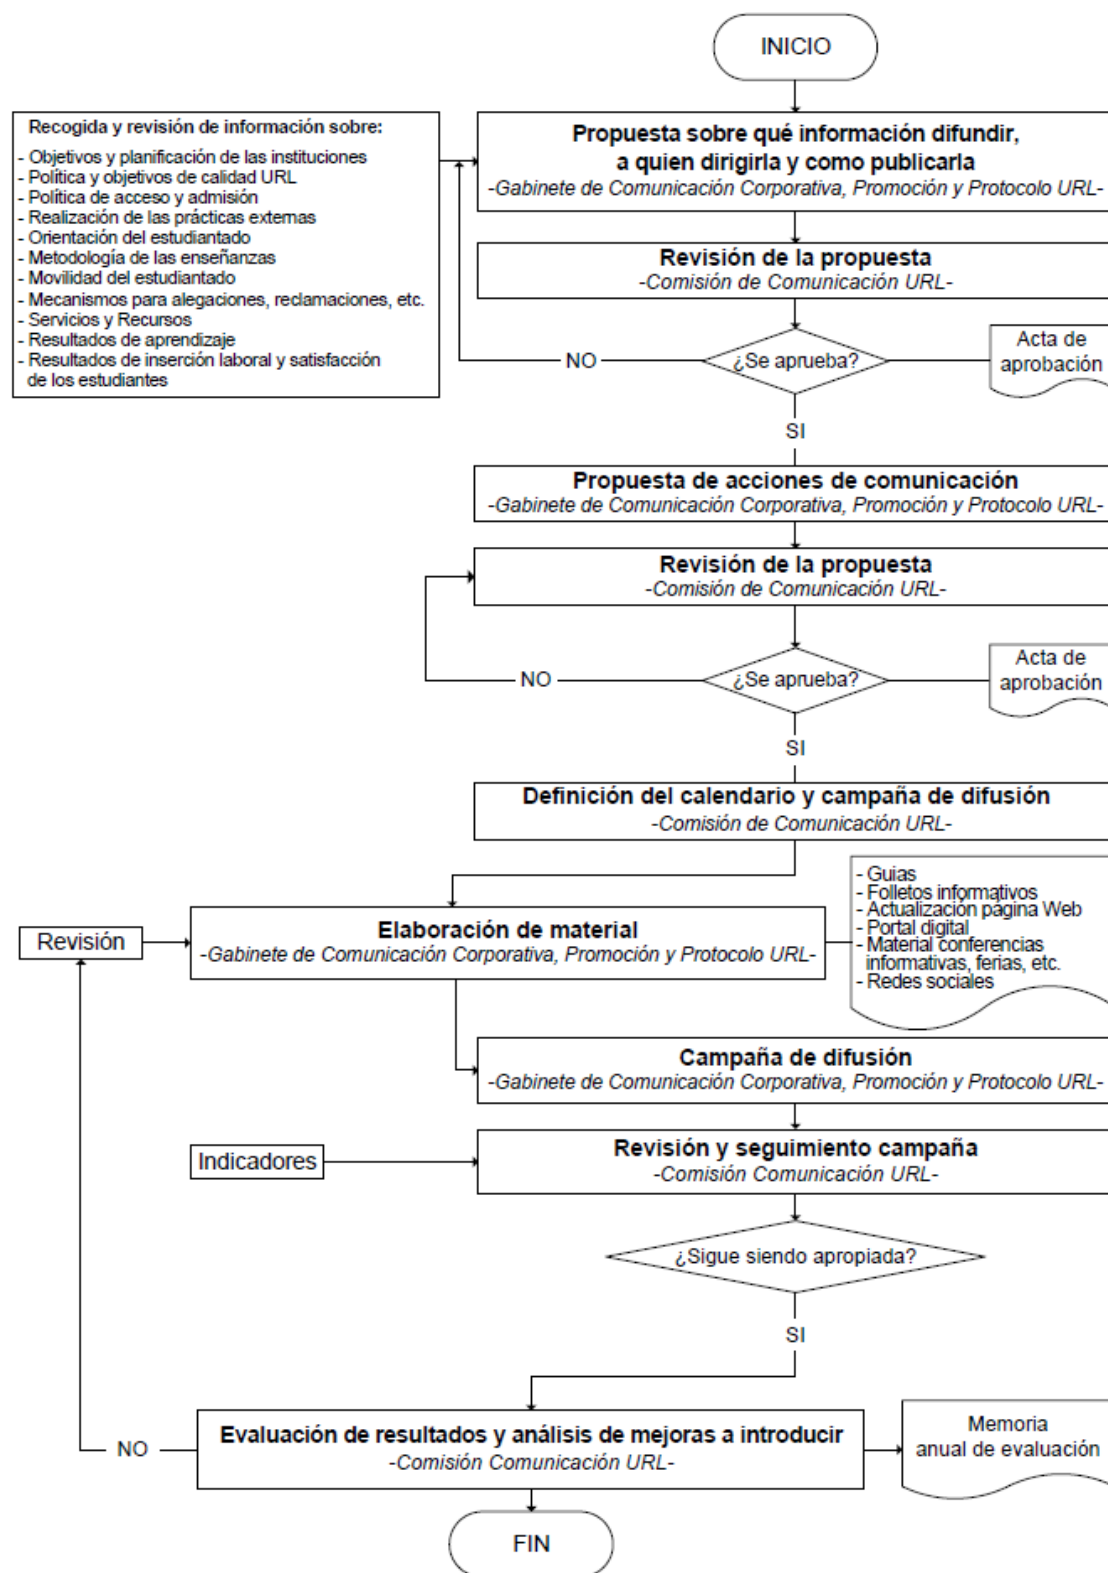 INICIO
Recogida y revisión de información sobre:
- Objetivos y planificación de las instituciones
- Política y objetivos de calidad URL
- Política de acceso y admisión
- Realización de las prácticas externas
- Orientación del estudiantado
- Metodología de las enseñanzas
- Movilidad del estudiantado
- Mecanismos para alegaciones, reclamaciones, etc.
- Servicios y Recursos
- Resultados de aprendizaje
- Resultados de inserción laboral y satisfacción
de los estudiantes
Propuesta sobre qué información difundir,
a quien dirigirla y como publicarla
-Gabinete de Comunicación Corporativa, Promoción y Protocolo URL-
Revisión de la propuesta
-Comisión de Comunicación URL-
NO
¿Se aprueba?
Acta de
aprobación
SI
Propuesta de acciones de comunicación
-Gabinete de Comunicación Corporativa, Promoción y Protocolo URL-
Revisión de la propuesta
-Comisión de Comunicación URL-
NO
¿Se aprueba?
Acta de
aprobación
SI
Definición del calendario y campaña de difusión
-Comisión de Comunicación URL-
Revisión
Elaboración de material
-Gabinete de Comunicación Corporativa, Promoción y Protocolo URL-
- Guias
- Folletos informativos
- Actualización página Web
- Portal digital
- Material conferencias
informativas, ferias, etc.
- Redes sociales
Campaña de difusión
-Gabinete de Comunicación Corporativa, Promoción y Protocolo URL-
Indicadores
Revisión y seguimiento campaña
-Comisión Comunicación URL-
¿Sigue siendo apropiada?
SI
NO
Evaluación de resultados y análisis de mejoras a introducir
-Comisión Comunicación URL-
Memoria
anual de evaluación
FIN